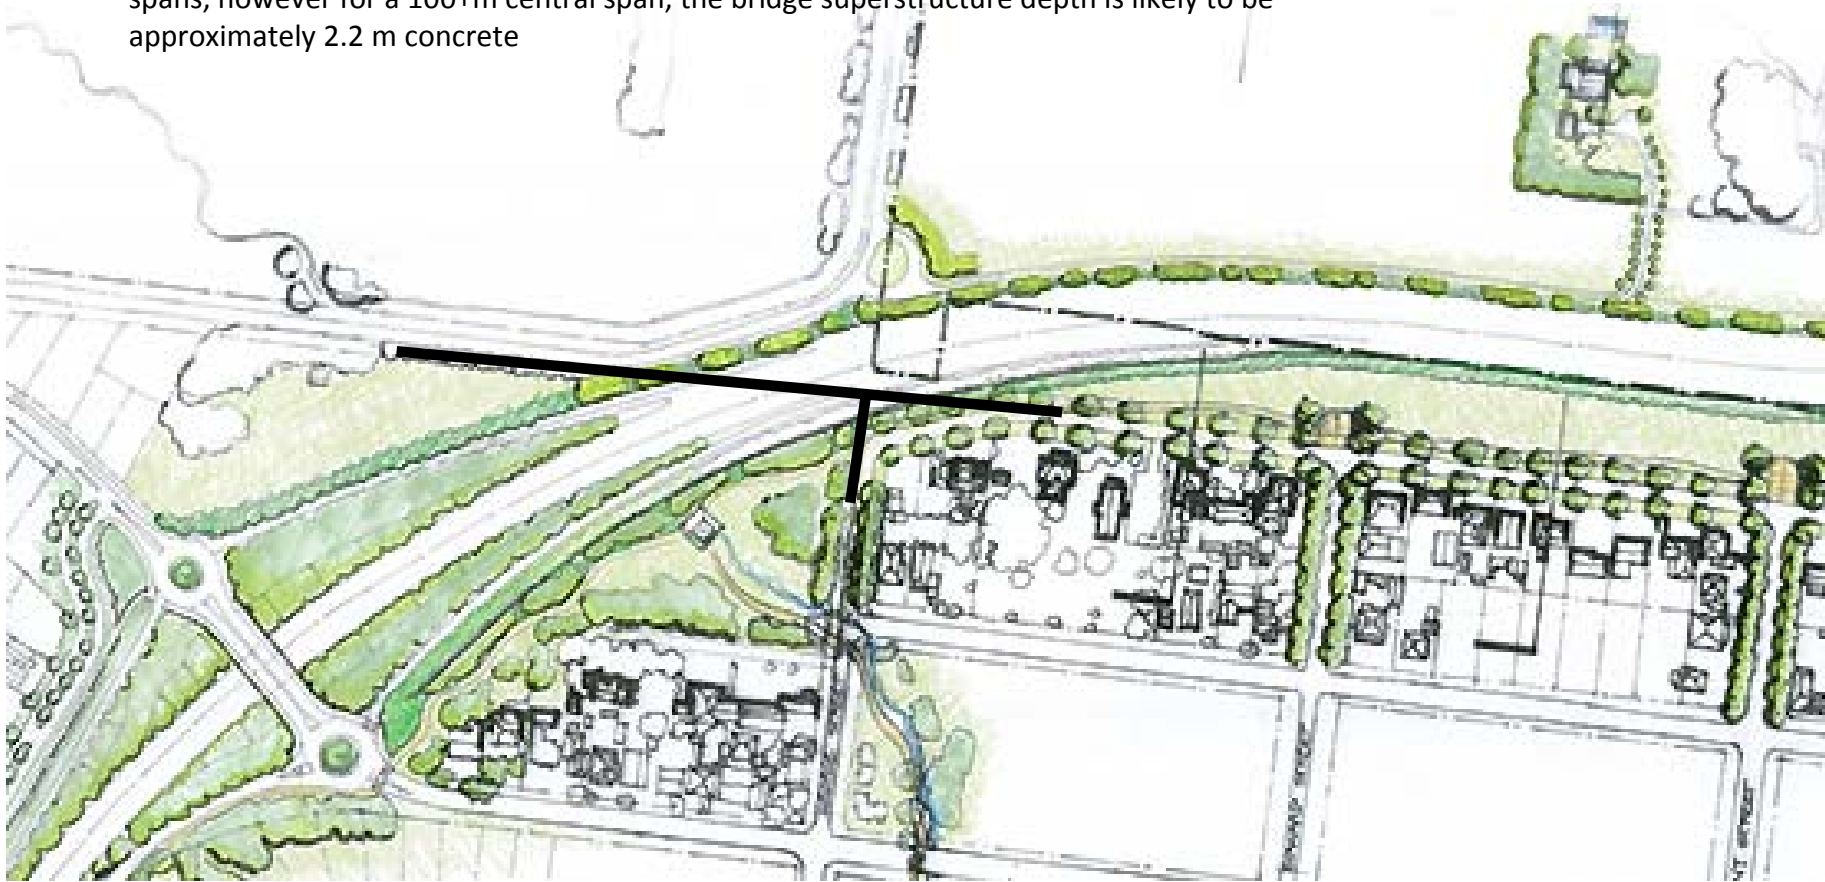 spans, however for a 100+m central span, the bridge superstructure depth is likely to be
approximately 2.2 m concrete